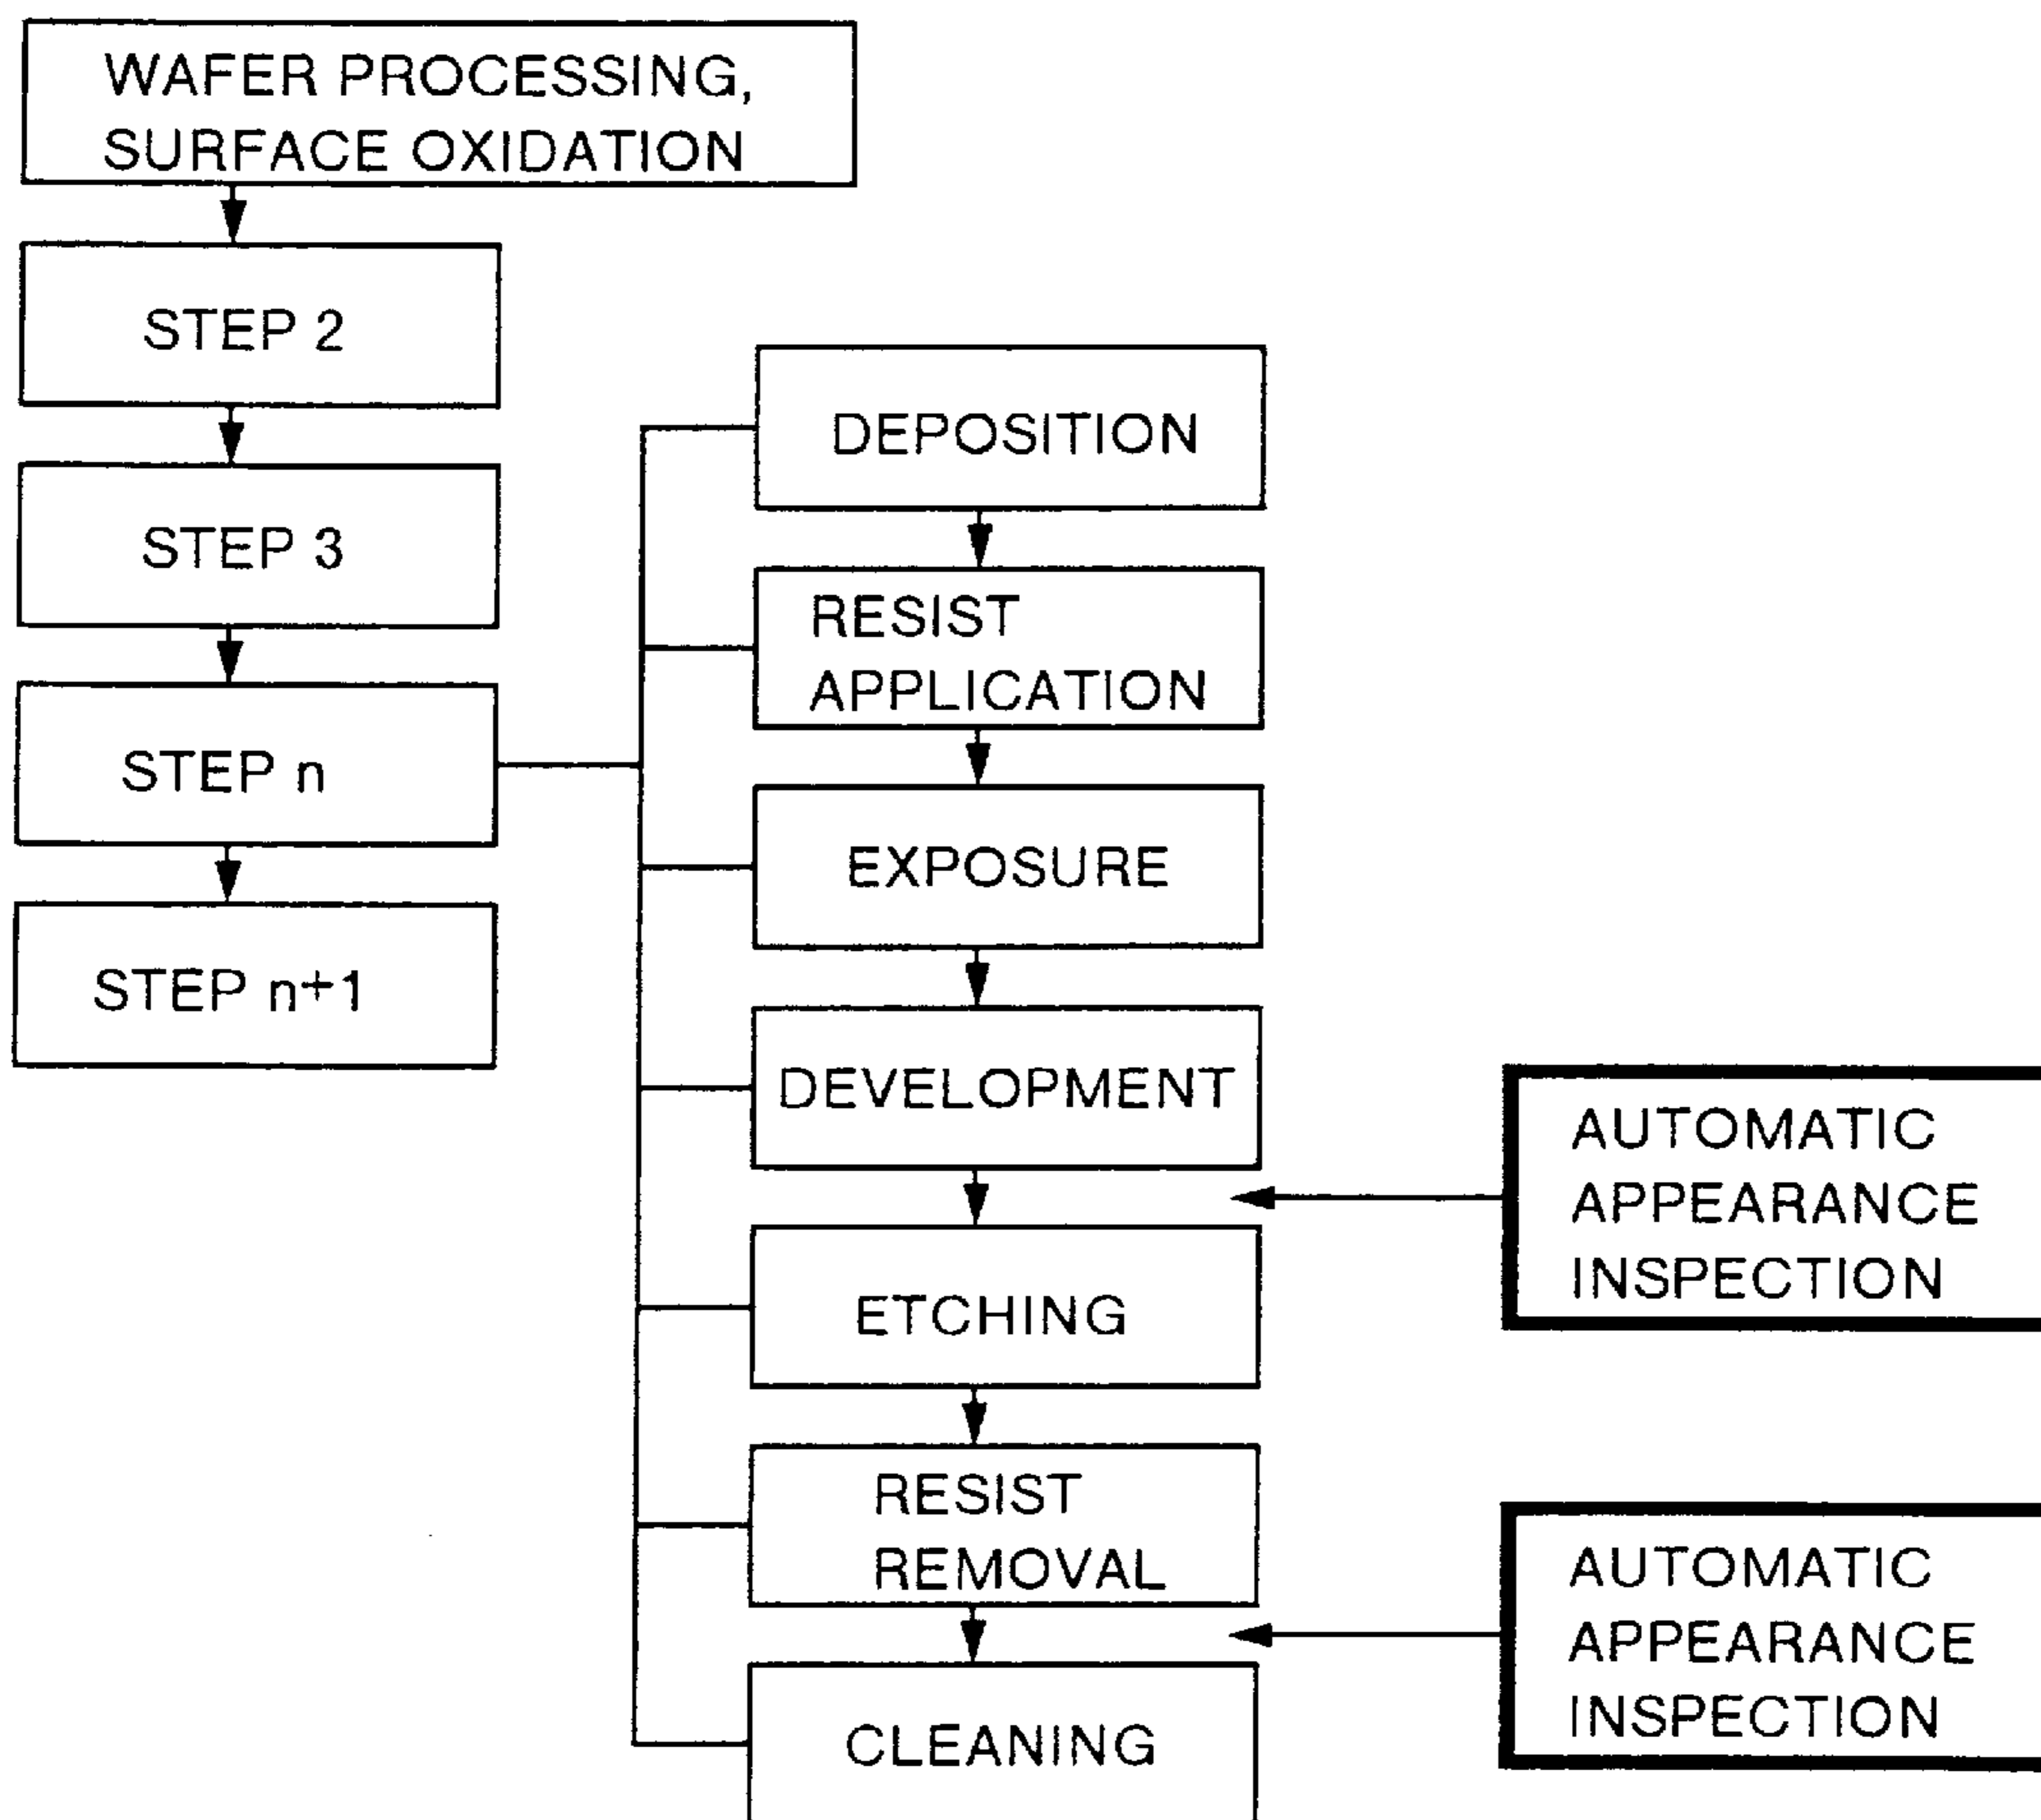 WAFER PROCESSING,
SURFACE OXIDATION
STEP 2
STEP 3
STEP n
STEP n+1
DEPOSITION
RESIST
APPLICATION
EXPOSURE
DEVELOPMENT
ETCHING
RESIST
REMOVAL
CLEANING
AUTOMATIC
APPEARANCE
INSPECTION
AUTOMATIC
APPEARANCE
INSPECTION